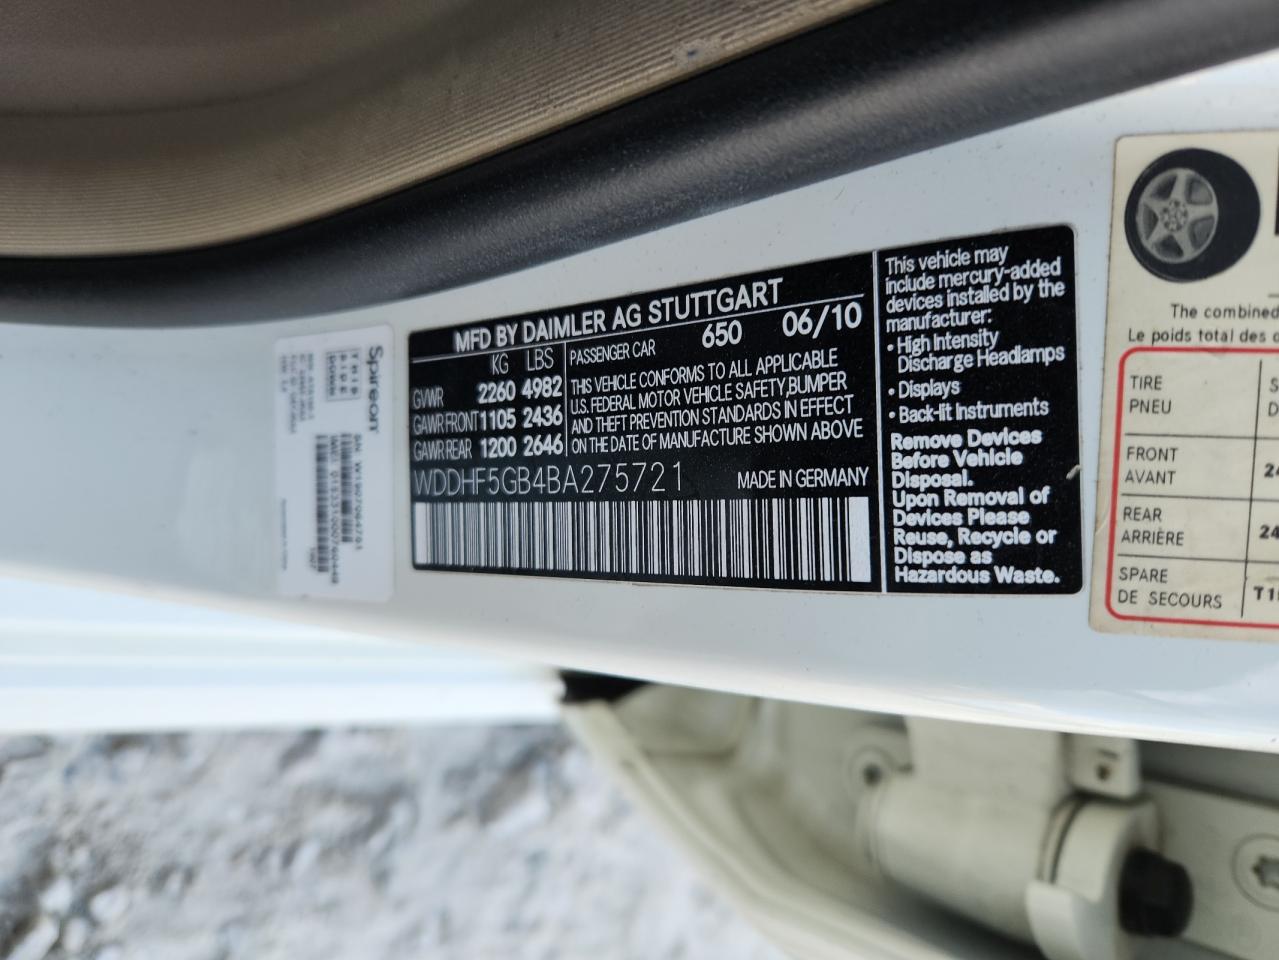 MFD BY DAIMLER AG STUTTGART
KG LBS
GVWR 2260 4982
GAWR FRONT 1105 2436
GAWR REAR 1200 2646
PASSENGER CAR 650 06/10
THIS VEHICLE CONFORMS TO ALL APPLICABLE
U.S. FEDERAL MOTOR VEHICLE SAFETY,BUMPER
AND THEFT PREVENTION STANDARDS IN EFFECT
ON THE DATE OF MANUFACTURE SHOWN ABOVE
WDDHF5GB4BA275721 MADE IN GERMANY
This vehicle may
include mercury-added
devices installed by the
manufacturer:
• High Intensity
Discharge Headlamps
• Displays
• Back-lit Instruments
Remove Devices
Before Vehicle
Disposal.
Upon Removal of
Devices Please
Reuse, Recycle or
Dispose as
Hazardous Waste.
Spireon
The combined
Le poids total des
TIRE
PNEU
FRONT
AVANT
REAR
ARRIÈRE
24
SPARE
DE SECOURS